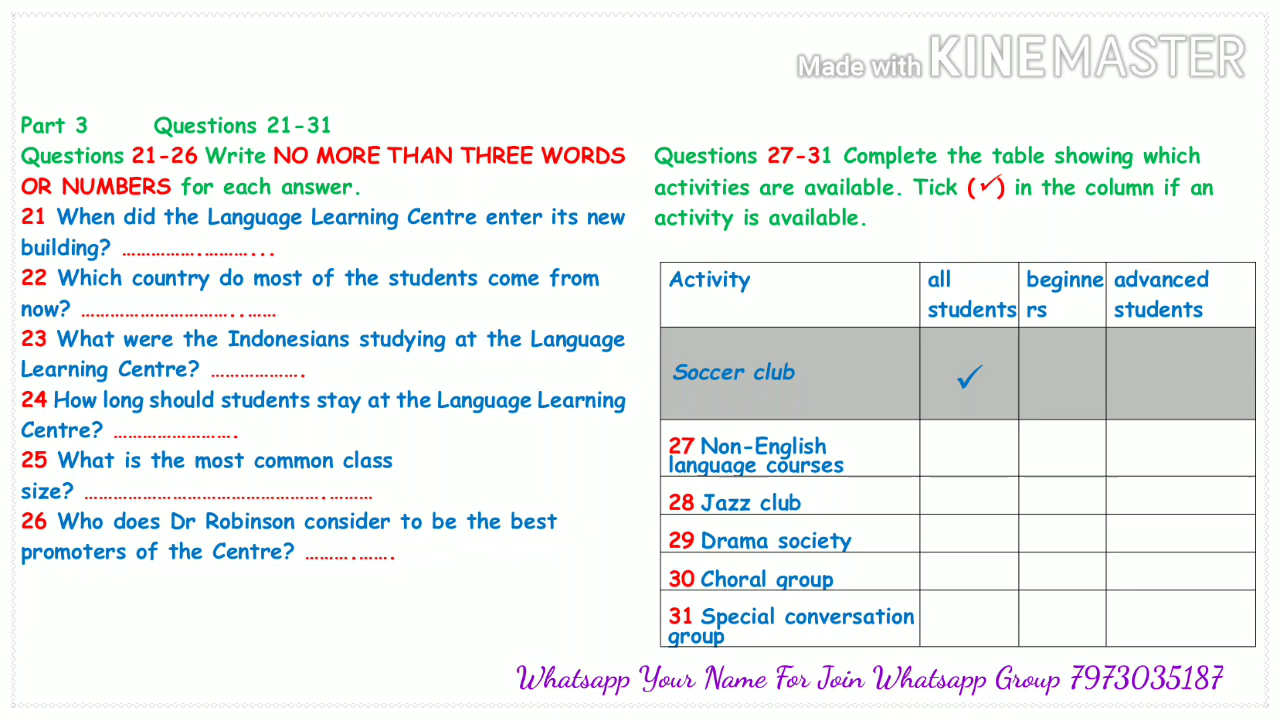 Made with KINEMASTER
Part 3 Questions 21-31
Questions 21-26 Write NO MORE THAN THREE WORDS
OR NUMBERS for each answer.
21 When did the Language Learning Centre enter its new
building? …………….………...
22 Which country do most of the students come from
now? …………………………..……
23 What were the Indonesians studying at the Language
Learning Centre? ……………….
24 How long should students stay at the Language Learning
Centre? …………………….
25 What is the most common class
size? ………………………………………….………
26 Who does Dr Robinson consider to be the best
promoters of the Centre? ……….…….
Questions 27-31 Complete the table showing which
activities are available. Tick (✓) in the column if an
activity is available.
Activity all beginne advanced
students rs students
Soccer club ✓
27 Non-English
language courses
28 Jazz club
29 Drama society
30 Choral group
31 Special conversation
group
Whatsapp Your Name For Join Whatsapp Group 7973035187